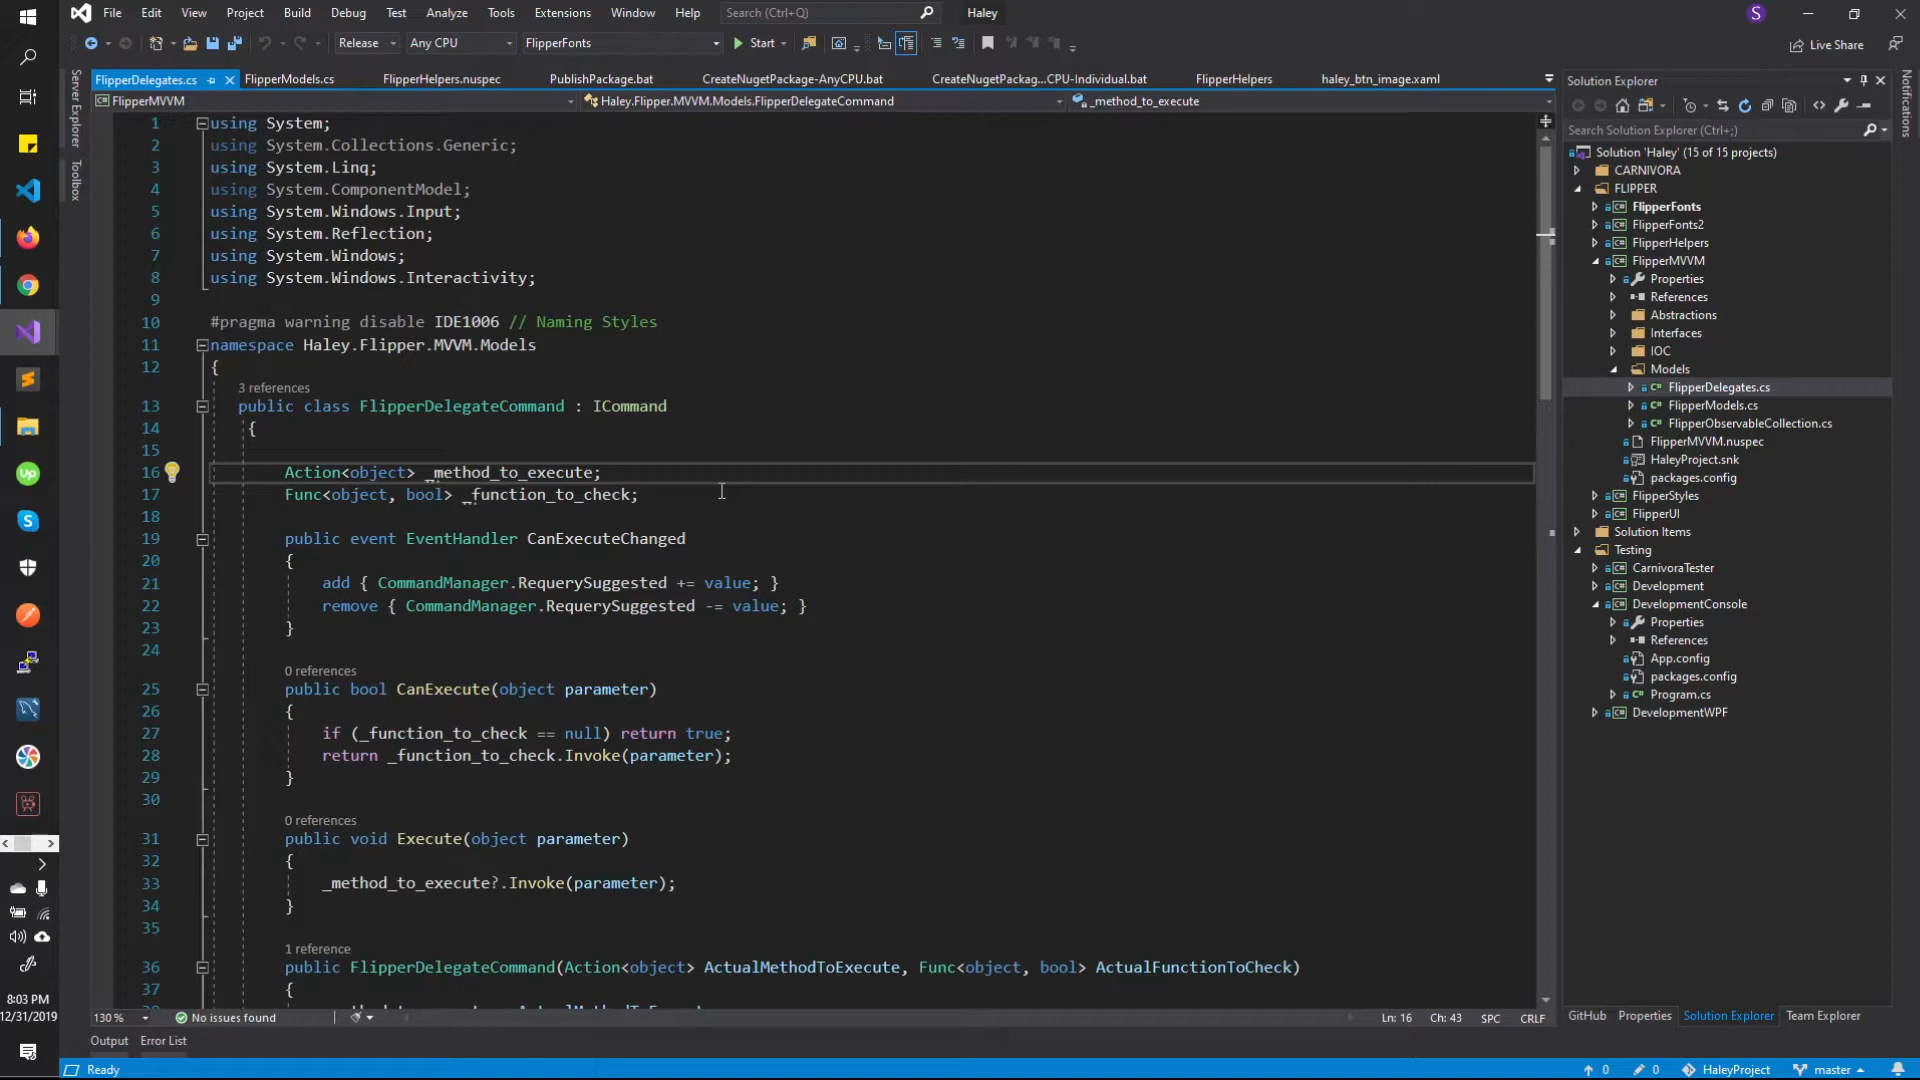 File Edit View Project Build Debug Test Analyze Tools Extensions Window Help Search (Ctrl+Q) Haley S
Release Any CPU FlipperFonts Start Live Share
FlipperDelegates.cs FlipperModels.cs FlipperHelpers.nuspec PublishPackage.bat CreateNugetPackage-AnyCPU.bat CreateNugetPackag...CPU-Individual.bat FlipperHelpers haley_btn_image.xaml
FlipperMVVM Haley.Flipper.MVVM.Models.FlipperDelegateCommand _method_to_execute
Server Explorer
Toolbox
1 using System;
2 using System.Collections.Generic;
3 using System.Linq;
4 using System.ComponentModel;
5 using System.Windows.Input;
6 using System.Reflection;
7 using System.Windows;
8 using System.Windows.Interactivity;
9
10 #pragma warning disable IDE1006 // Naming Styles
11 namespace Haley.Flipper.MVVM.Models
12 {
3 references
13 public class FlipperDelegateCommand : ICommand
14 {
15
16 Action<object> _method_to_execute;
17 Func<object, bool> _function_to_check;
18
19 public event EventHandler CanExecuteChanged
20 {
21 add { CommandManager.RequerySuggested += value; }
22 remove { CommandManager.RequerySuggested -= value; }
23 }
24
0 references
25 public bool CanExecute(object parameter)
26 {
27 if (_function_to_check == null) return true;
28 return _function_to_check.Invoke(parameter);
29 }
30
0 references
31 public void Execute(object parameter)
32 {
33 _method_to_execute?.Invoke(parameter);
34 }
35
1 reference
36 public FlipperDelegateCommand(Action<object> ActualMethodToExecute, Func<object, bool> ActualFunctionToCheck)
37 {
130 % No issues found Ln: 16 Ch: 43 SPC CRLF
Output Error List
Ready 0 0 HaleyProject master
Solution Explorer
Search Solution Explorer (Ctrl+;)
Solution 'Haley' (15 of 15 projects)
CARNIVORA
FLIPPER
FlipperFonts
FlipperFonts2
FlipperHelpers
FlipperMVVM
Properties
References
Abstractions
Interfaces
IOC
Models
FlipperDelegates.cs
FlipperModels.cs
FlipperObservableCollection.cs
FlipperMVVM.nuspec
HaleyProject.snk
packages.config
FlipperStyles
FlipperUI
Solution Items
Testing
CarnivoraTester
Development
DevelopmentConsole
Properties
References
App.config
packages.config
Program.cs
DevelopmentWPF
GitHub Properties Solution Explorer Team Explorer
Notifications
8:03 PM
12/31/2019